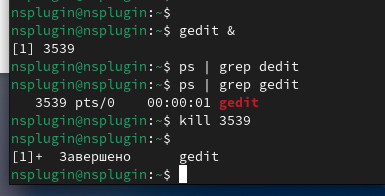 nsplugin@nsplugin:~$
nsplugin@nsplugin:~$ gedit &
[1] 3539
nsplugin@nsplugin:~$ ps | grep dedit
nsplugin@nsplugin:~$ ps | grep gedit
   3539 pts/0    00:00:01 gedit
nsplugin@nsplugin:~$ kill 3539
nsplugin@nsplugin:~$
[1]+  Завершено      gedit
nsplugin@nsplugin:~$